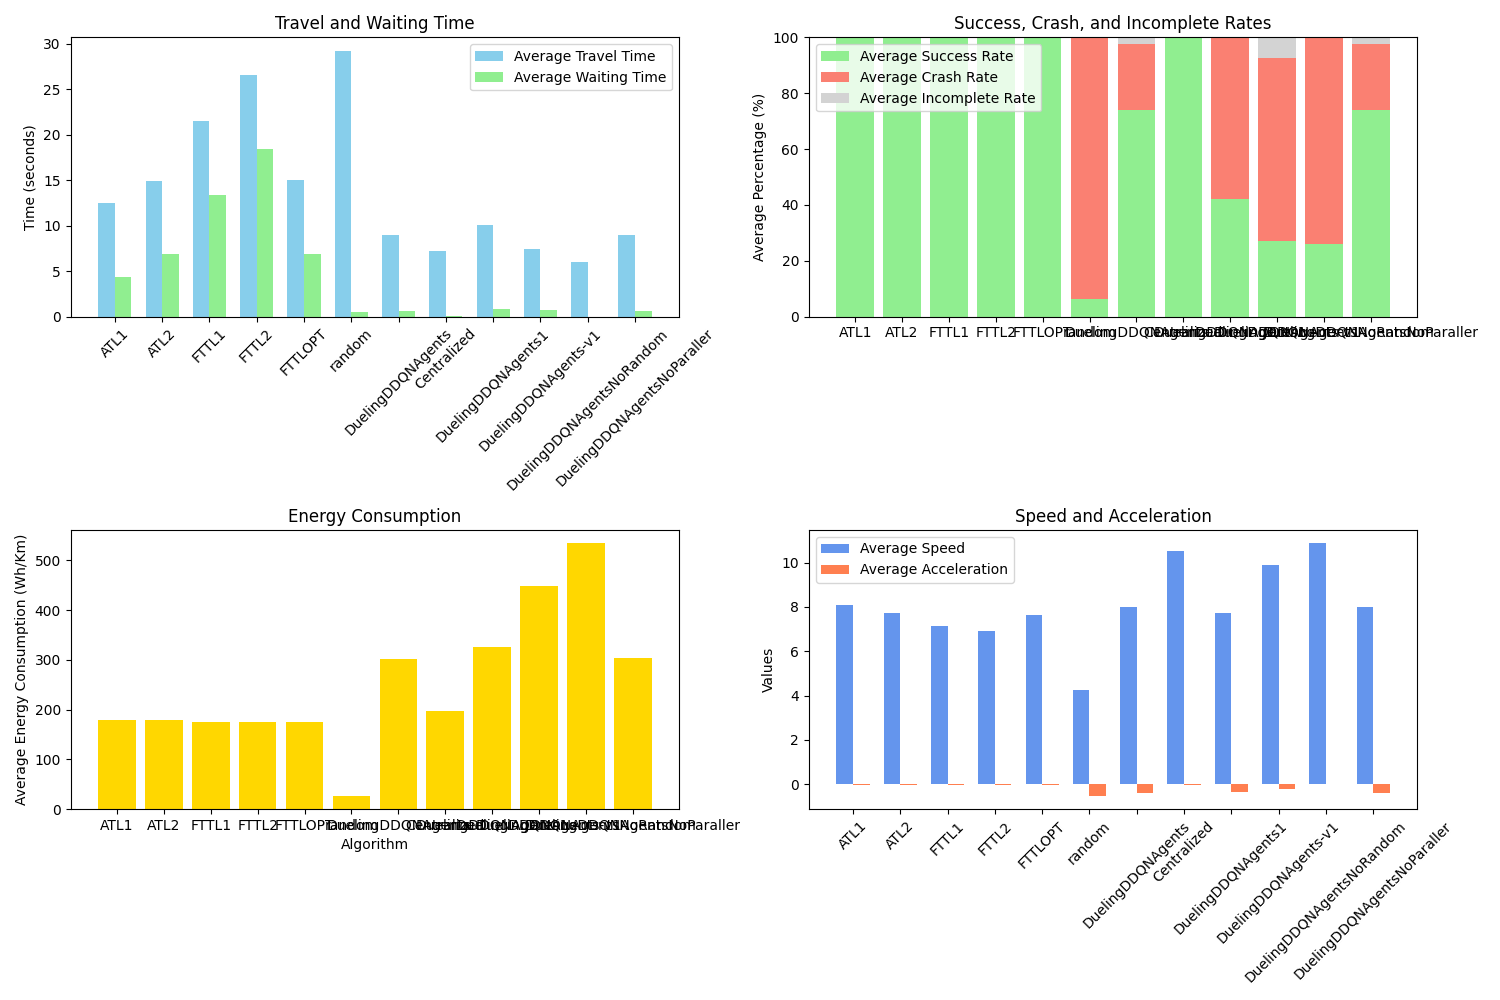 Travel and Waiting Time
Average Travel Time
Average Waiting Time
Time (seconds)
30
25
20
15
10
5
0
ATL1
ATL2
FTTL1
FTTL2
FTTLOPT
random
DuelingDDQNAgents
Centralized
DuelingDDQNAgents1
DuelingDDQNAgents-v1
DuelingDDQNAgentsNoRandom
DuelingDDQNAgentsNoParaller
Success, Crash, and Incomplete Rates
Average Success Rate
Average Crash Rate
Average Incomplete Rate
Average Percentage (%)
100
80
60
40
20
0
ATL1
ATL2
FTTL1
FTTL2
FTTLOPT
Energy Consumption
Average Energy Consumption (Wh/Km)
500
400
300
200
100
0
ATL1
ATL2
FTTL1
FTTL2
FTTLOPT
Algorithm
Speed and Acceleration
Average Speed
Average Acceleration
Values
10
8
6
4
2
0
ATL1
ATL2
FTTL1
FTTL2
FTTLOPT
random
DuelingDDQNAgents
Centralized
DuelingDDQNAgents1
DuelingDDQNAgents-v1
DuelingDDQNAgentsNoRandom
DuelingDDQNAgentsNoParaller